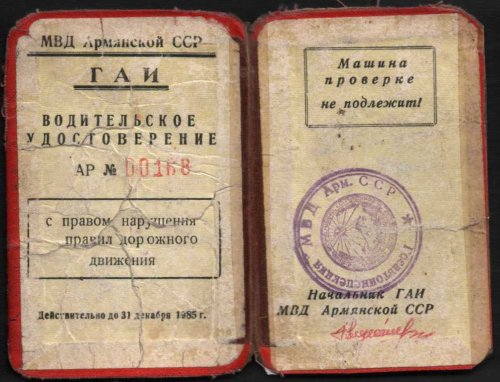 МВД Армянской ССР
ГАИ
ВОДИТЕЛЬСКОЕ
УДОСТОВЕРЕНИЕ
АР № 00168
с правом нарушения
правил дорожного
движения
Действительно до 31 декабря 1985 г.
Машина
проверке
не подлежит!
МВД Арм. ССР * Госавтоинспекция
Начальник ГАИ
МВД Армянской ССР